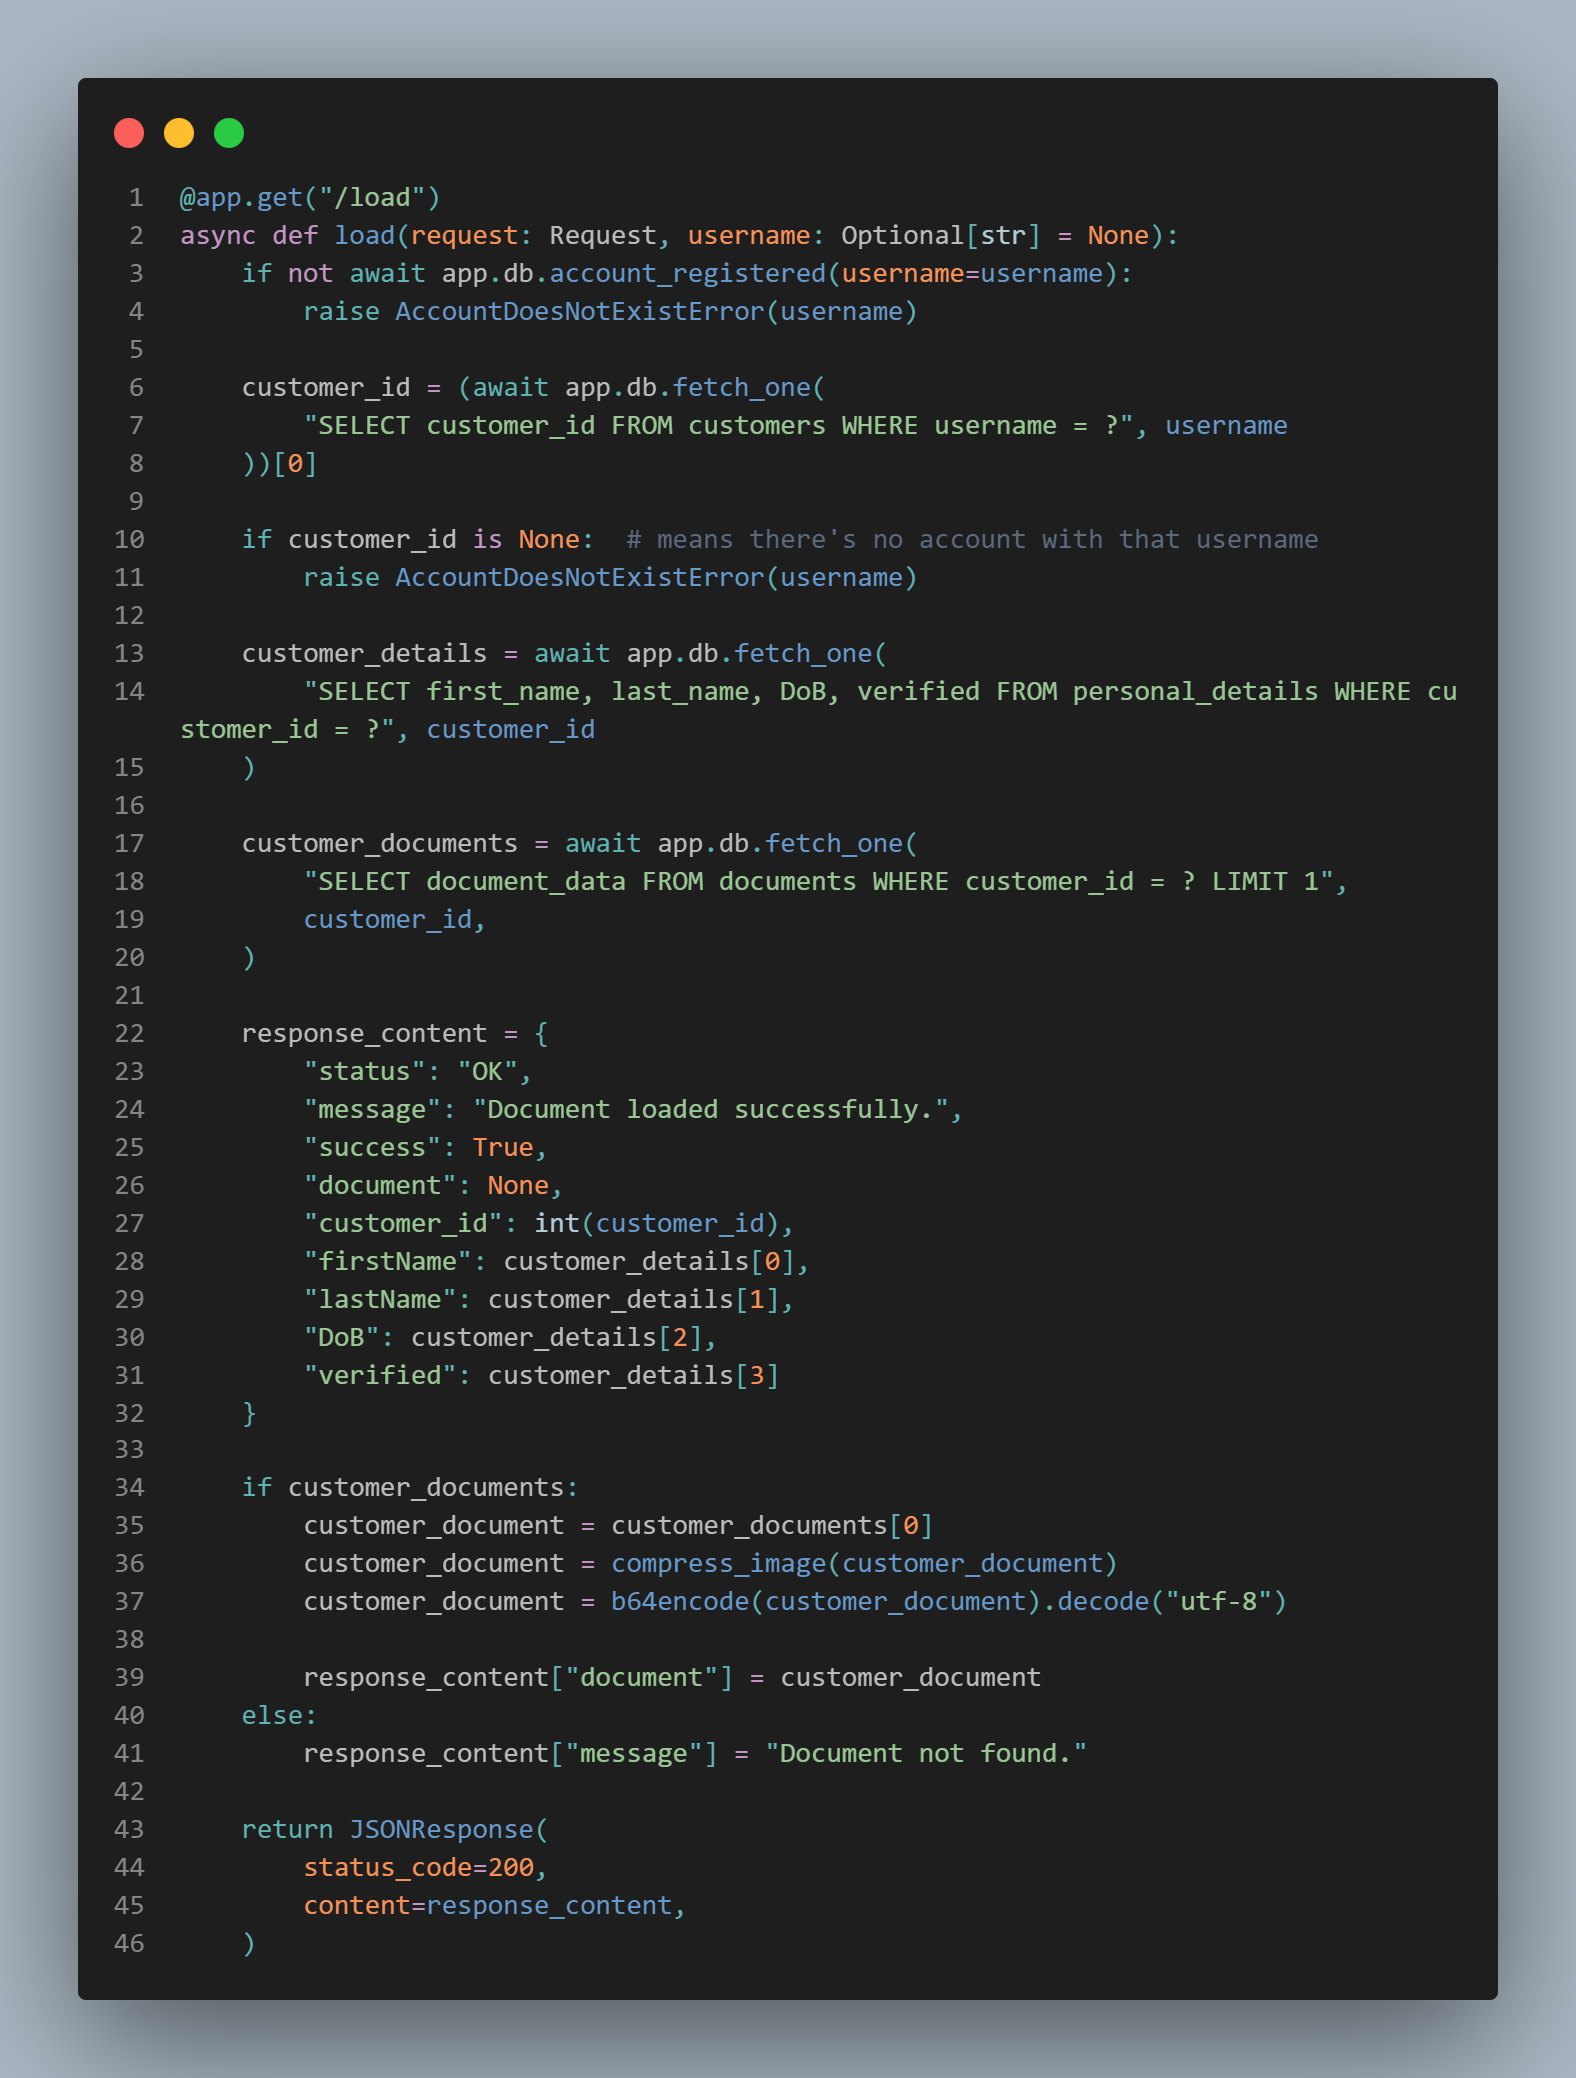 1 @app.get("/load")
2 async def load(request: Request, username: Optional[str] = None):
3     if not await app.db.account_registered(username=username):
4         raise AccountDoesNotExistError(username)
5
6     customer_id = (await app.db.fetch_one(
7         "SELECT customer_id FROM customers WHERE username = ?", username
8     ))[0]
9
10     if customer_id is None:  # means there's no account with that username
11         raise AccountDoesNotExistError(username)
12
13     customer_details = await app.db.fetch_one(
14         "SELECT first_name, last_name, DoB, verified FROM personal_details WHERE cu
stomer_id = ?", customer_id
15     )
16
17     customer_documents = await app.db.fetch_one(
18         "SELECT document_data FROM documents WHERE customer_id = ? LIMIT 1",
19         customer_id,
20     )
21
22     response_content = {
23         "status": "OK",
24         "message": "Document loaded successfully.",
25         "success": True,
26         "document": None,
27         "customer_id": int(customer_id),
28         "firstName": customer_details[0],
29         "lastName": customer_details[1],
30         "DoB": customer_details[2],
31         "verified": customer_details[3]
32     }
33
34     if customer_documents:
35         customer_document = customer_documents[0]
36         customer_document = compress_image(customer_document)
37         customer_document = b64encode(customer_document).decode("utf-8")
38
39         response_content["document"] = customer_document
40     else:
41         response_content["message"] = "Document not found."
42
43     return JSONResponse(
44         status_code=200,
45         content=response_content,
46     )